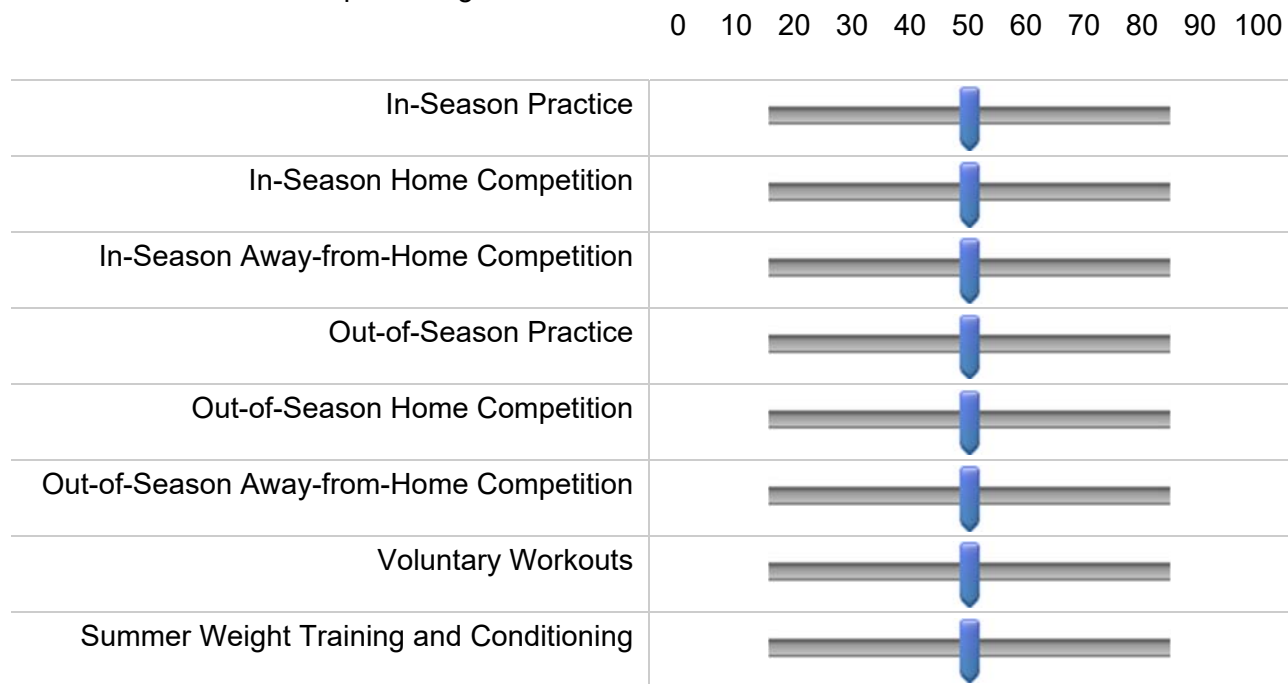 0 10 20 30 40 50 60 70 80 90 100
In-Season Practice
In-Season Home Competition
In-Season Away-from-Home Competition
Out-of-Season Practice
Out-of-Season Home Competition
Out-of-Season Away-from-Home Competition
Voluntary Workouts
Summer Weight Training and Conditioning